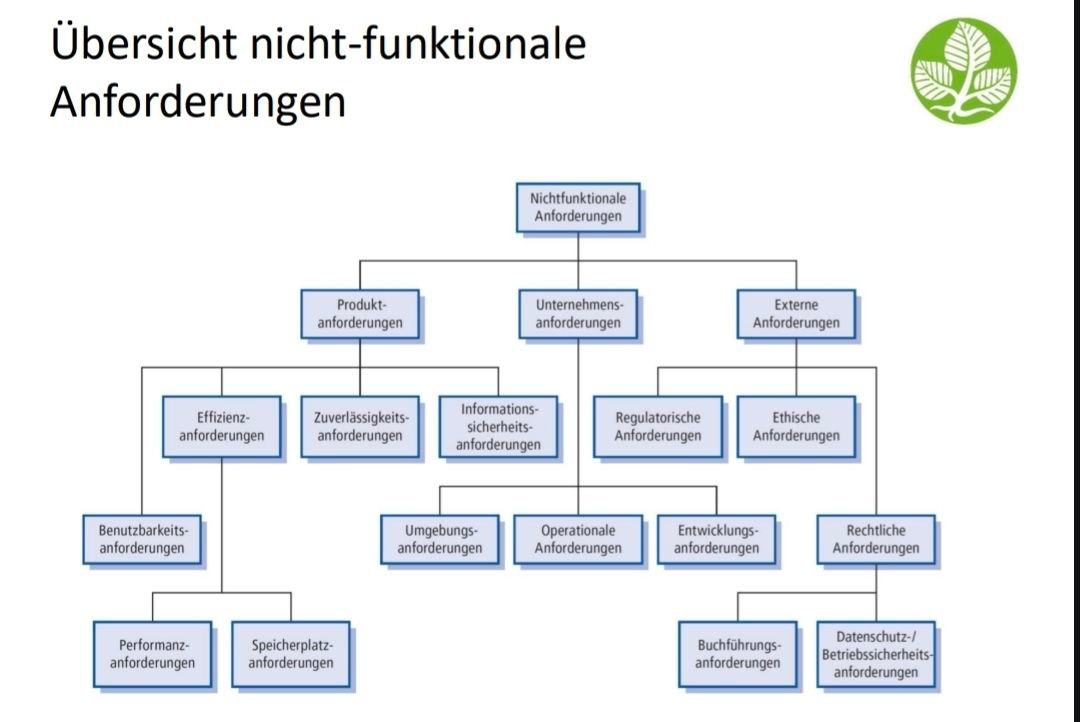 Übersicht nicht-funktionale
Anforderungen
Nichtfunktionale
Anforderungen
Produkt-
anforderungen
Unternehmens-
anforderungen
Externe
Anforderungen
Effizienz-
anforderungen
Zuverlässigkeits-
anforderungen
Informations-
sicherheits-
anforderungen
Regulatorische
Anforderungen
Ethische
Anforderungen
Benutzbarkeits-
anforderungen
Umgebungs-
anforderungen
Operationale
Anforderungen
Entwicklungs-
anforderungen
Rechtliche
Anforderungen
Performanz-
anforderungen
Speicherplatz-
anforderungen
Buchführungs-
anforderungen
Datenschutz-/
Betriebssicherheits-
anforderungen